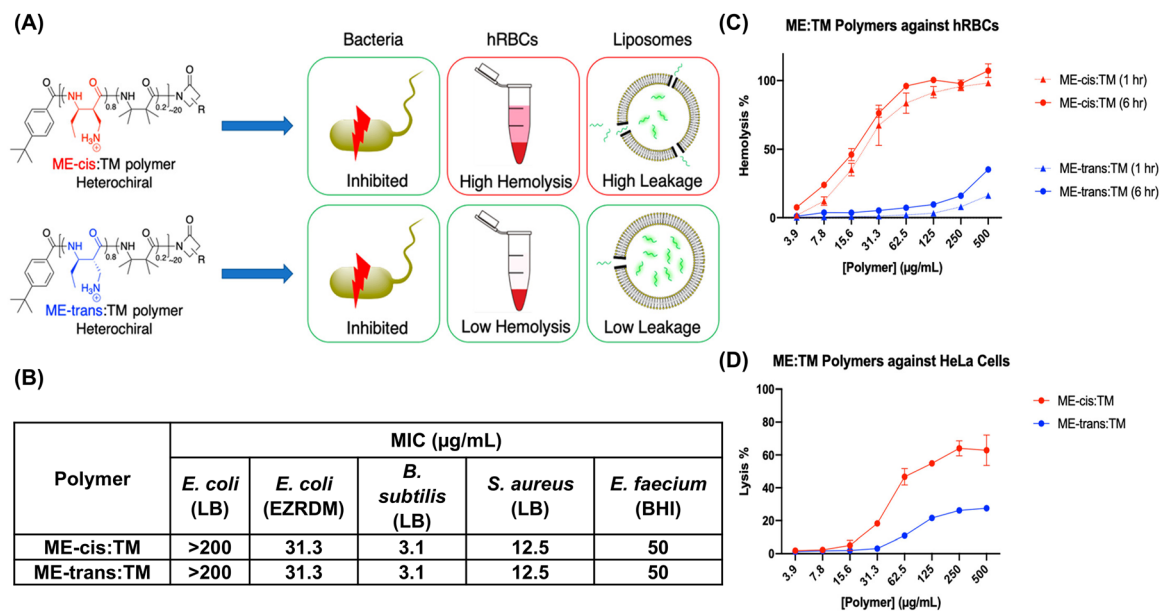 (A)
Bacteria hRBCs Liposomes
O NH O 0.8 NH O 0.2 ~20 N O R
H₃N ⊕
ME-cis:TM polymer
Heterochiral
Inhibited High Hemolysis High Leakage
O NH O 0.8 NH O 0.2 ~20 N O R
H₃N ⊕
ME-trans:TM polymer
Heterochiral
Inhibited Low Hemolysis Low Leakage
(B)
Polymer MIC (µg/mL)
E. coli (LB) E. coli (EZRDM) B. subtilis (LB) S. aureus (LB) E. faecium (BHI)
ME-cis:TM >200 31.3 3.1 12.5 50
ME-trans:TM >200 31.3 3.1 12.5 50
(C)
ME:TM Polymers against hRBCs
Hemolysis %
100
50
0
3.9 7.8 15.6 31.3 62.5 125 250 500
[Polymer] (µg/mL)
ME-cis:TM (1 hr)
ME-cis:TM (6 hr)
ME-trans:TM (1 hr)
ME-trans:TM (6 hr)
(D)
ME:TM Polymers against HeLa Cells
Lysis %
100
80
60
40
20
0
3.9 7.8 15.6 31.3 62.5 125 250 500
[Polymer] (µg/mL)
ME-cis:TM
ME-trans:TM